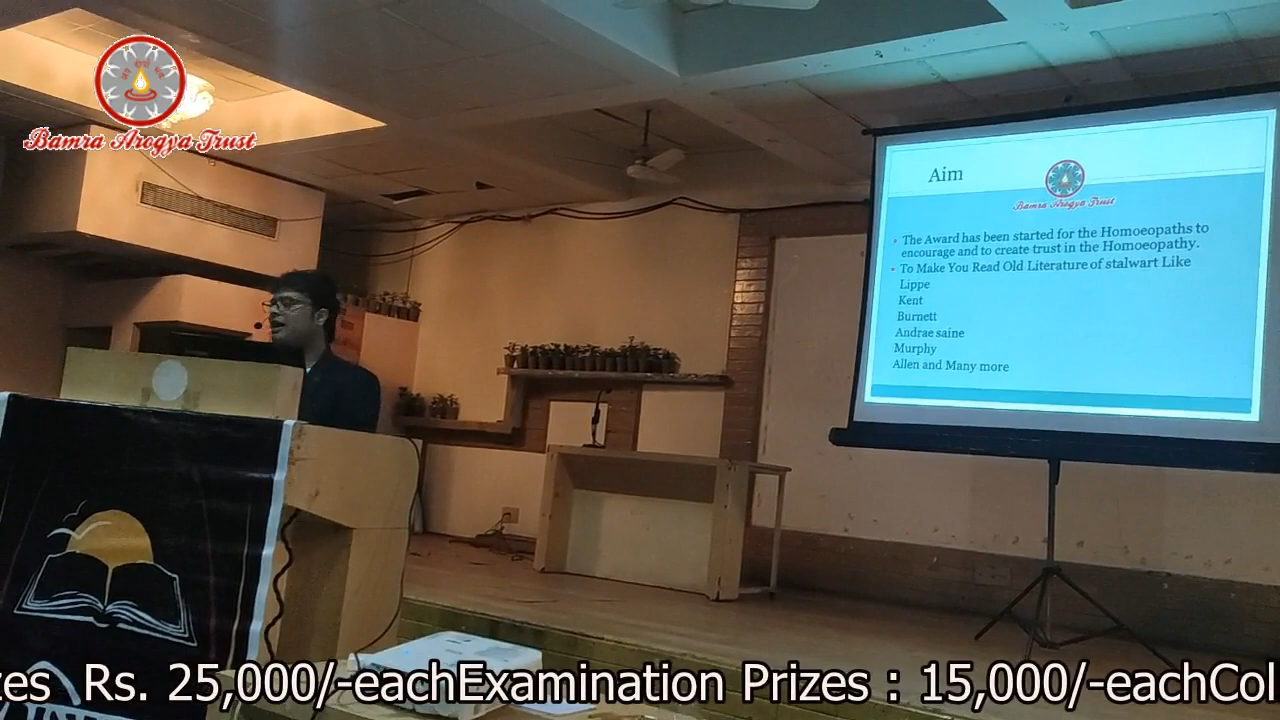 Bamra Arogya Trust
Aim
Bamra Arogya Trust
The Award has been started for the Homoeopaths to
encourage and to create trust in the Homoeopathy.
To Make You Read Old Literature of stalwart Like
Lippe
Kent
Burnett
Andrae saine
Murphy
Allen and Many more
zes Rs. 25,000/-eachExamination Prizes : 15,000/-eachCol